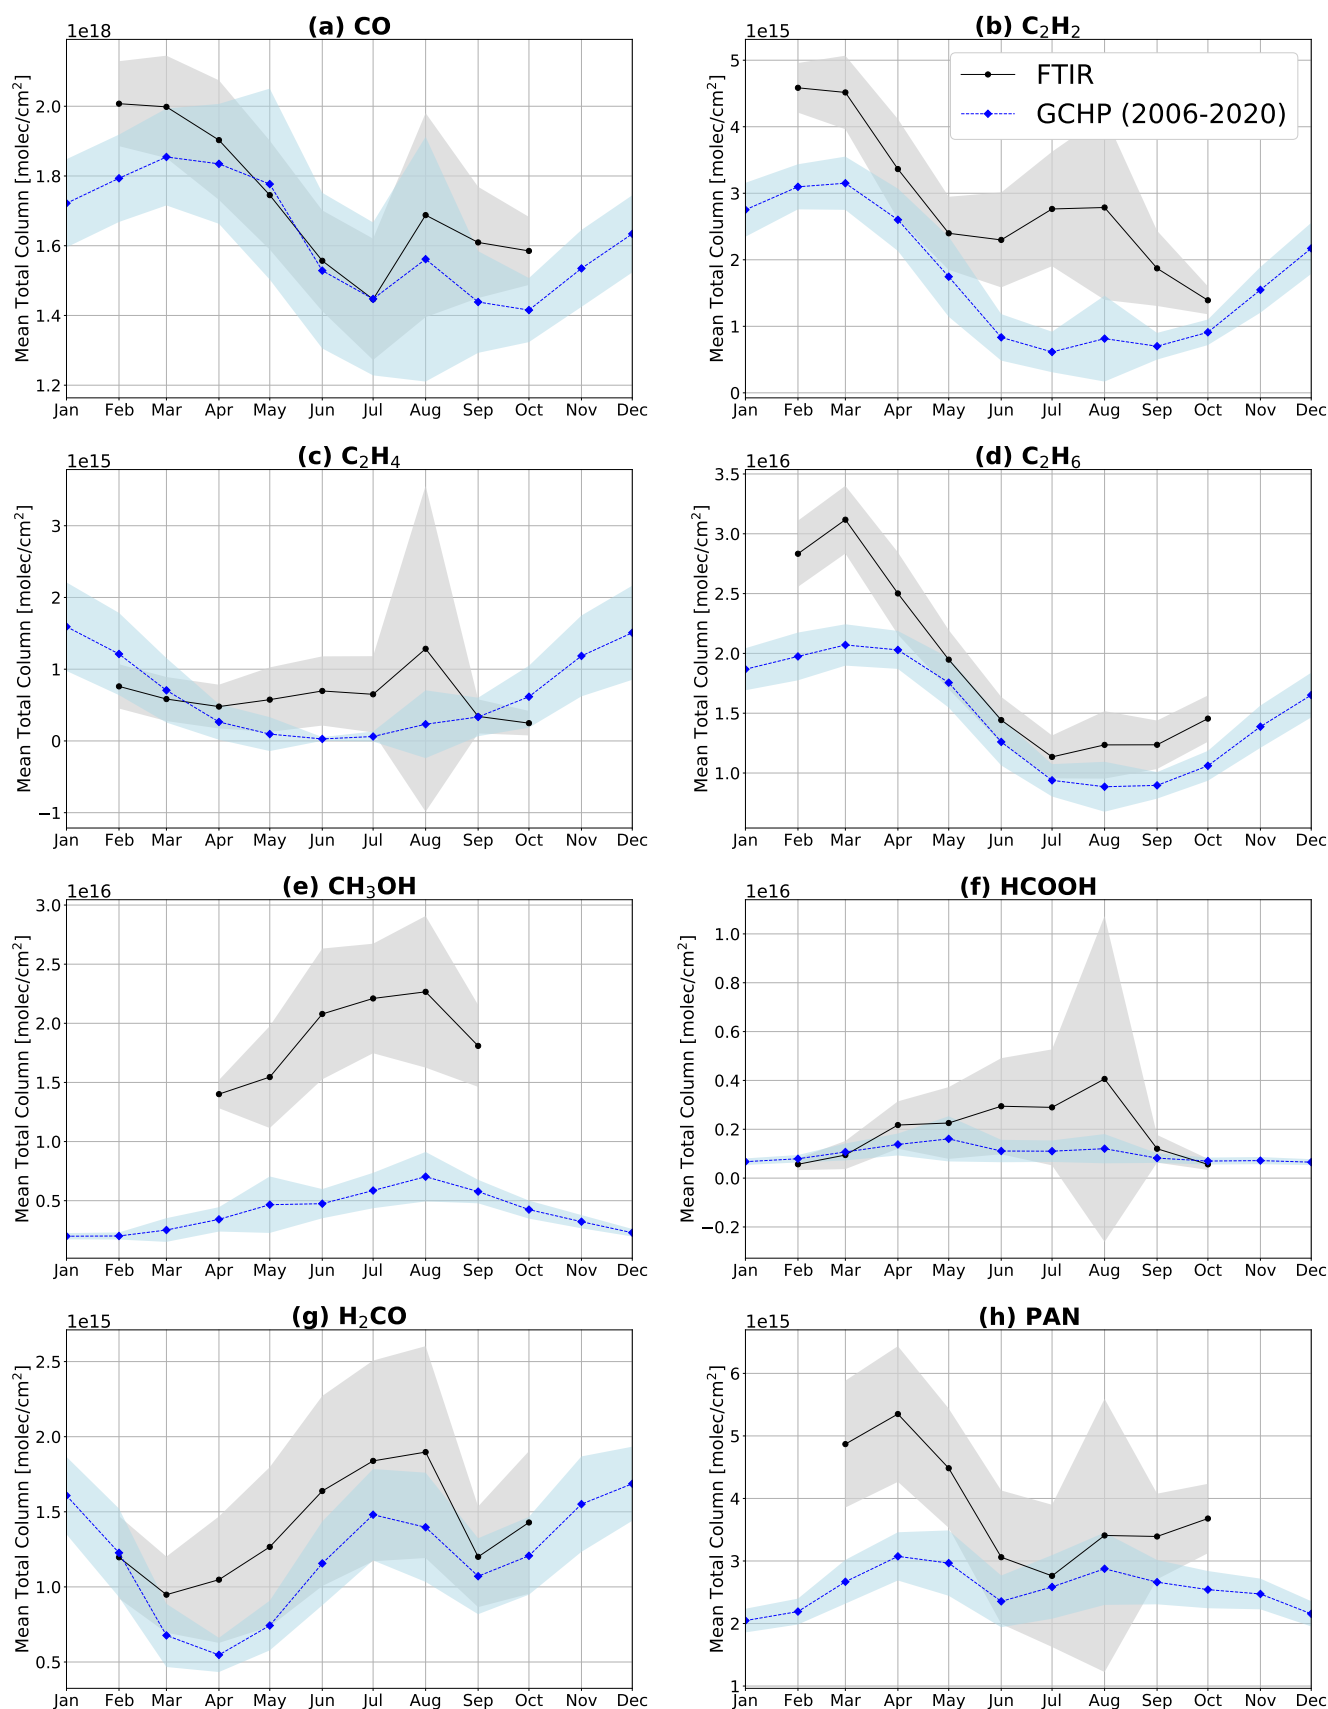 (a) CO
1e18
Mean Total Column [molec/cm²]
2.0
1.8
1.6
1.4
1.2
Jan Feb Mar Apr May Jun Jul Aug Sep Oct Nov Dec
(b) C₂H₂
1e15
FTIR
GCHP (2006-2020)
Mean Total Column [molec/cm²]
5
4
3
2
1
0
Jan Feb Mar Apr May Jun Jul Aug Sep Oct Nov Dec
(c) C₂H₄
1e15
Mean Total Column [molec/cm²]
3
2
1
0
−1
Jan Feb Mar Apr May Jun Jul Aug Sep Oct Nov Dec
(d) C₂H₆
1e16
Mean Total Column [molec/cm²]
3.5
3.0
2.5
2.0
1.5
1.0
Jan Feb Mar Apr May Jun Jul Aug Sep Oct Nov Dec
(e) CH₃OH
1e16
Mean Total Column [molec/cm²]
3.0
2.5
2.0
1.5
1.0
0.5
Jan Feb Mar Apr May Jun Jul Aug Sep Oct Nov Dec
(f) HCOOH
1e16
Mean Total Column [molec/cm²]
1.0
0.8
0.6
0.4
0.2
0.0
−0.2
Jan Feb Mar Apr May Jun Jul Aug Sep Oct Nov Dec
(g) H₂CO
1e15
Mean Total Column [molec/cm²]
2.5
2.0
1.5
1.0
0.5
Jan Feb Mar Apr May Jun Jul Aug Sep Oct Nov Dec
(h) PAN
1e15
Mean Total Column [molec/cm²]
6
5
4
3
2
1
Jan Feb Mar Apr May Jun Jul Aug Sep Oct Nov Dec